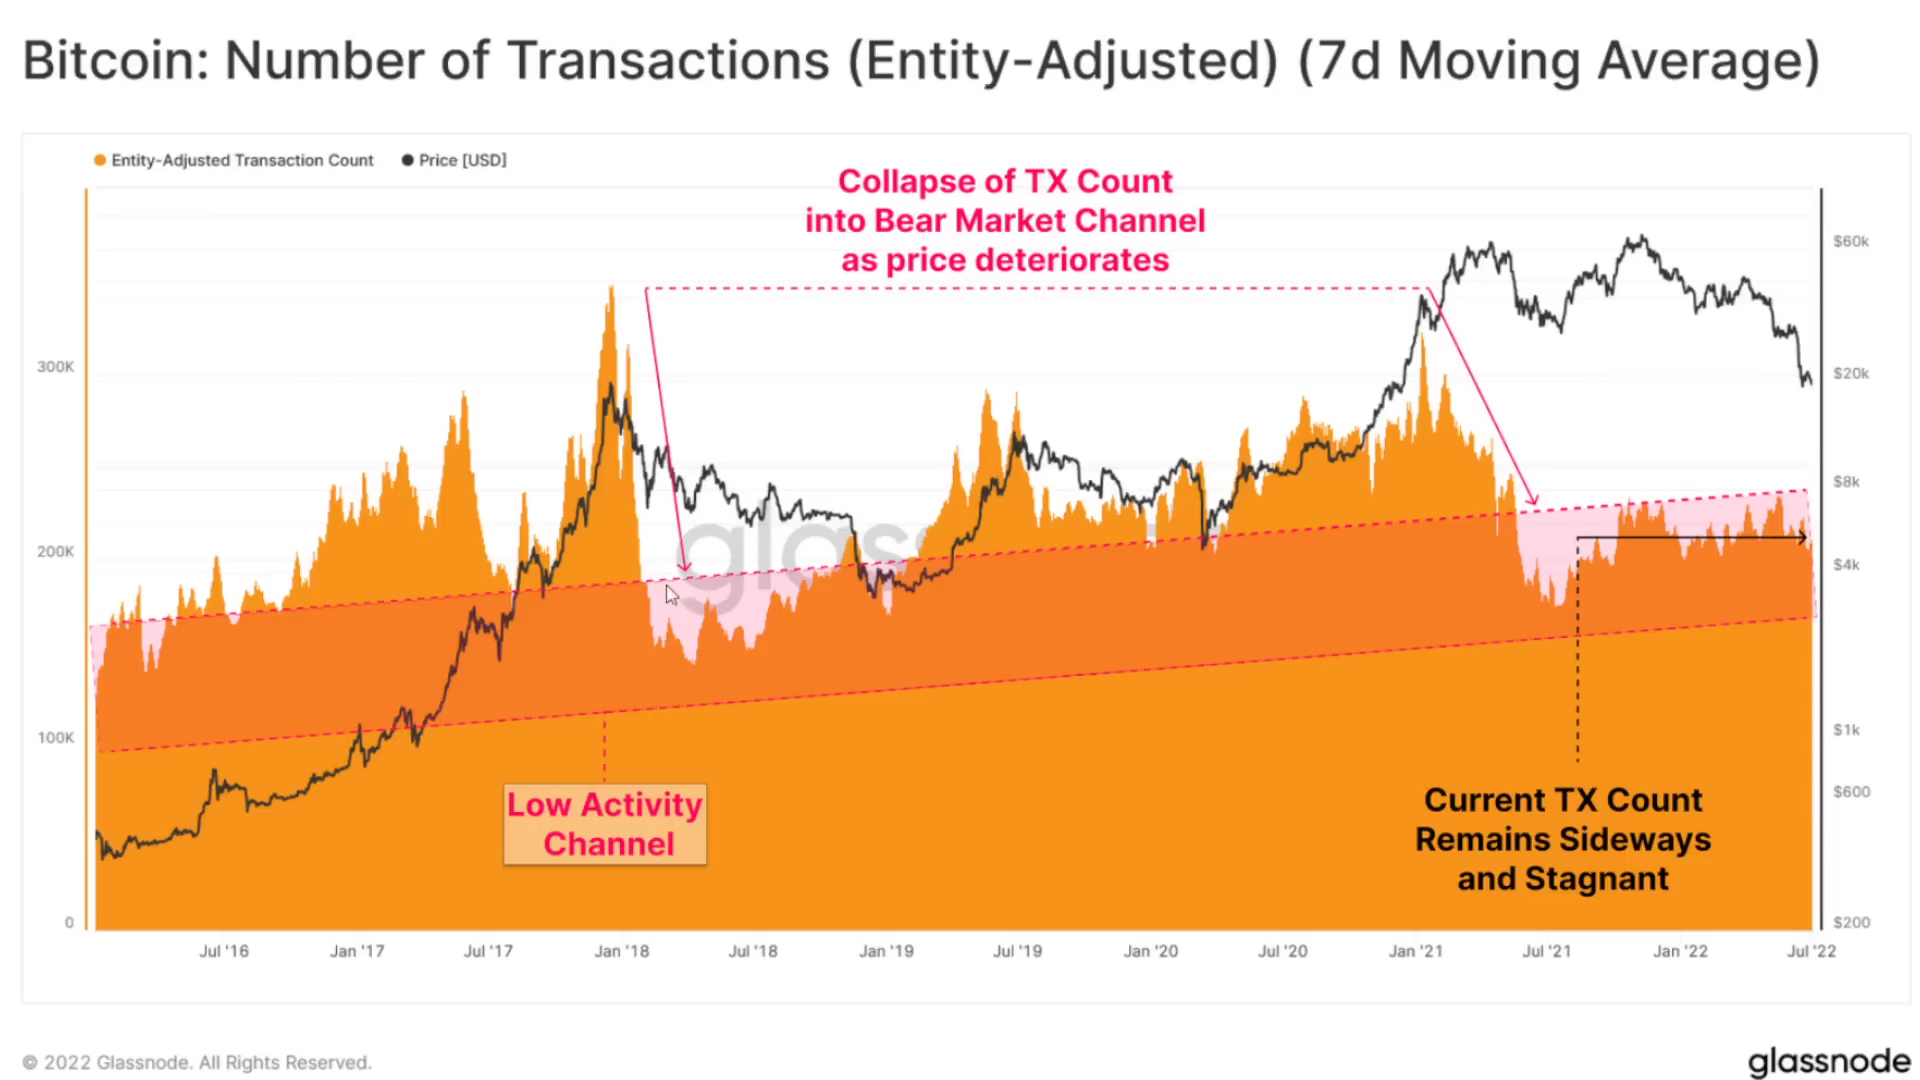 Bitcoin: Number of Transactions (Entity-Adjusted) (7d Moving Average)
Entity-Adjusted Transaction Count
Price [USD]
Collapse of TX Count
into Bear Market Channel
as price deteriorates
300K
200K
100K
0
$60k
$20k
$8k
$4k
$1k
$600
$200
Low Activity
Channel
Current TX Count
Remains Sideways
and Stagnant
Jul '16
Jan '17
Jul '17
Jan '18
Jul '18
Jan '19
Jul '19
Jan '20
Jul '20
Jan '21
Jul '21
Jan '22
Jul '22
© 2022 Glassnode. All Rights Reserved.
glassnode